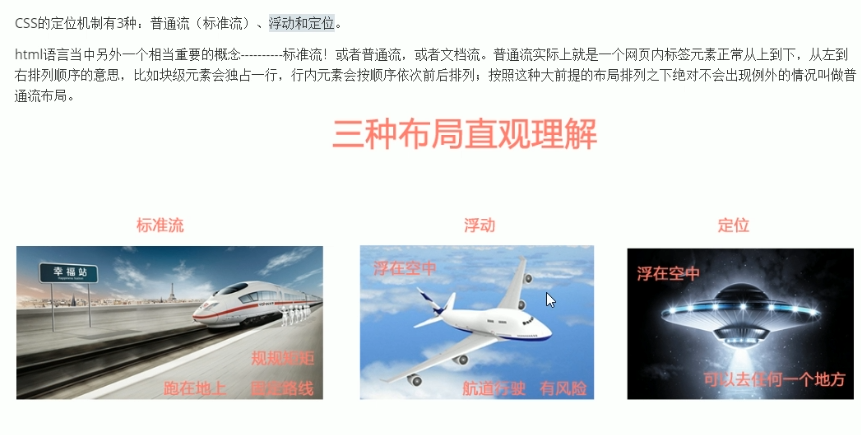 CSS的定位机制有3种：普通流（标准流）、浮动和定位。
html语言当中另外一个相当重要的概念----------标准流！或者普通流，或者文档流。普通流实际上就是一个网页内标签元素正常从上到下，从左到
右排列顺序的意思，比如块级元素会独占一行，行内元素会按顺序依次前后排列；按照这种大前提的布局排列之下绝对不会出现例外的情况叫做普
通流布局。
三种布局直观理解
标准流
浮动
定位
幸福站
规规矩矩
跑在地上 固定路线
浮在空中
航道行驶 有风险
浮在空中
可以去任何一个地方